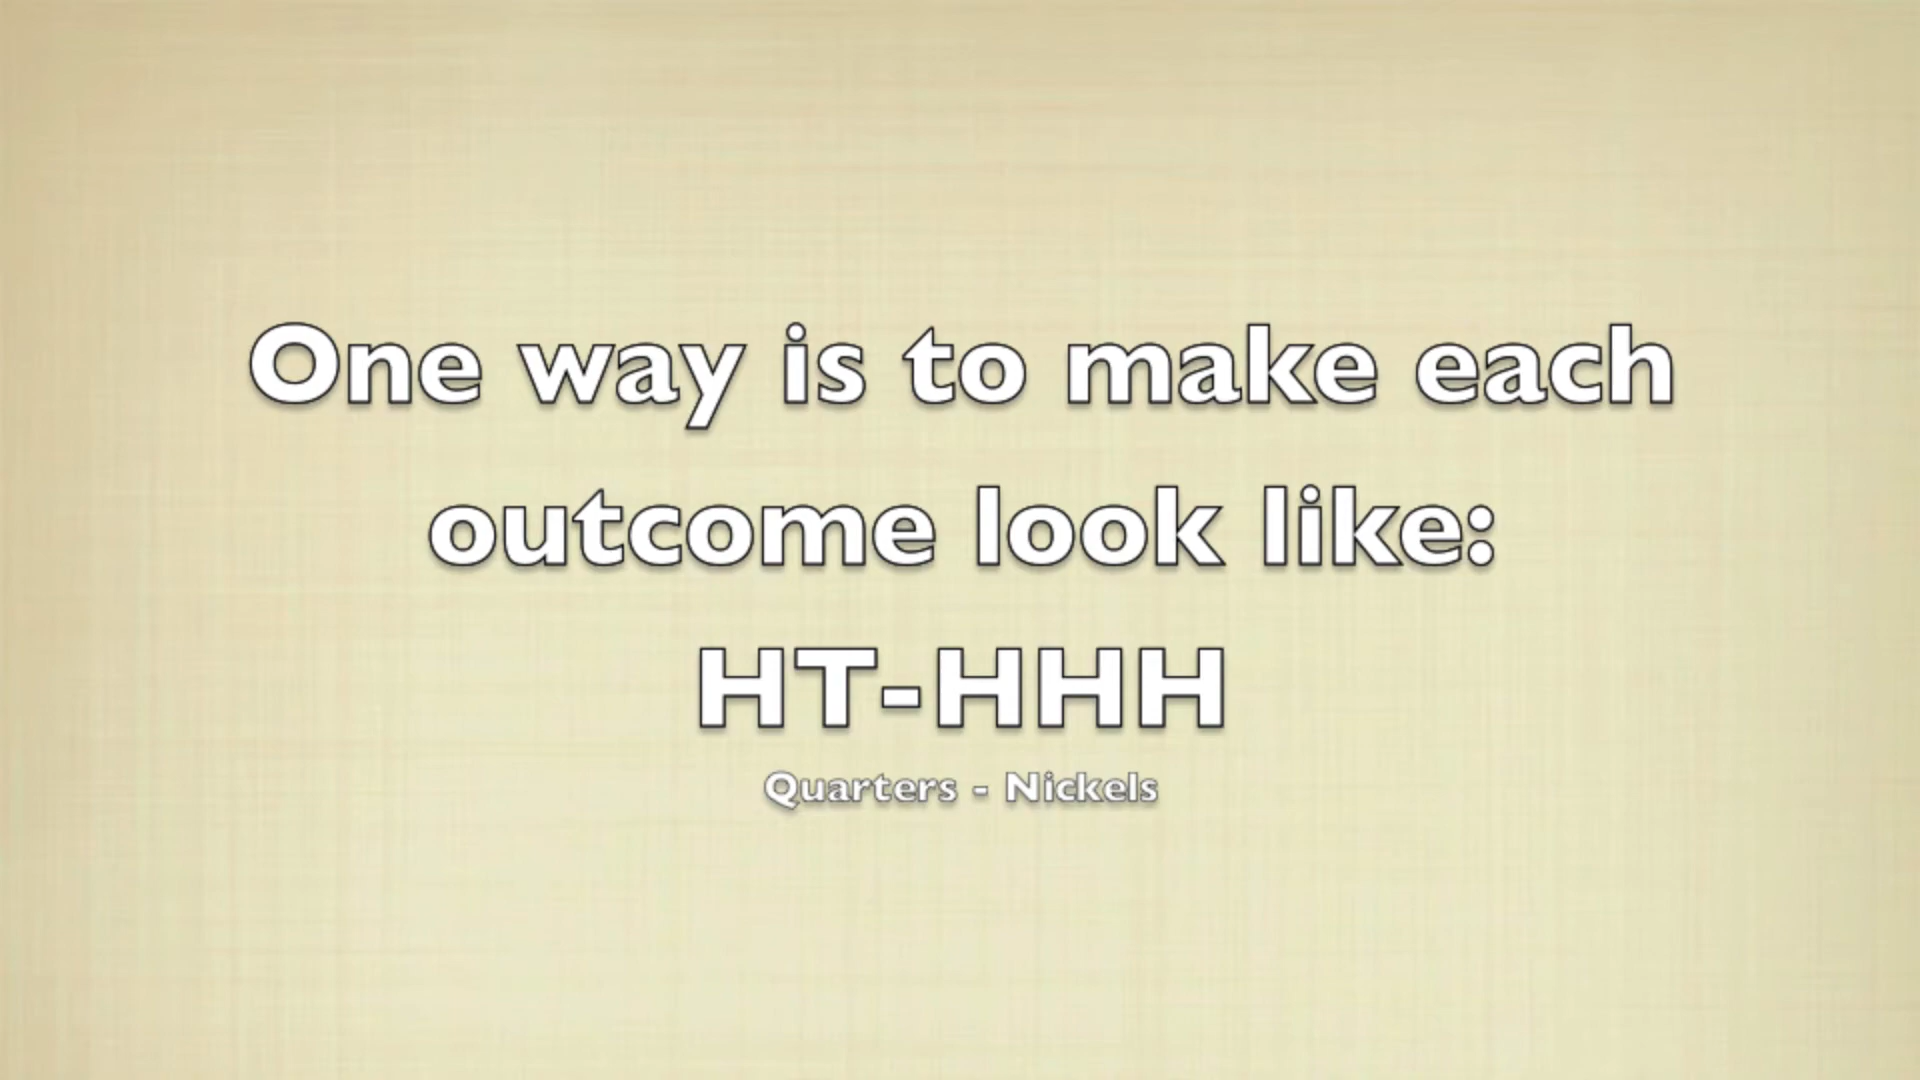 One way is to make each
outcome look like:
HT-HHH
Quarters - Nickels